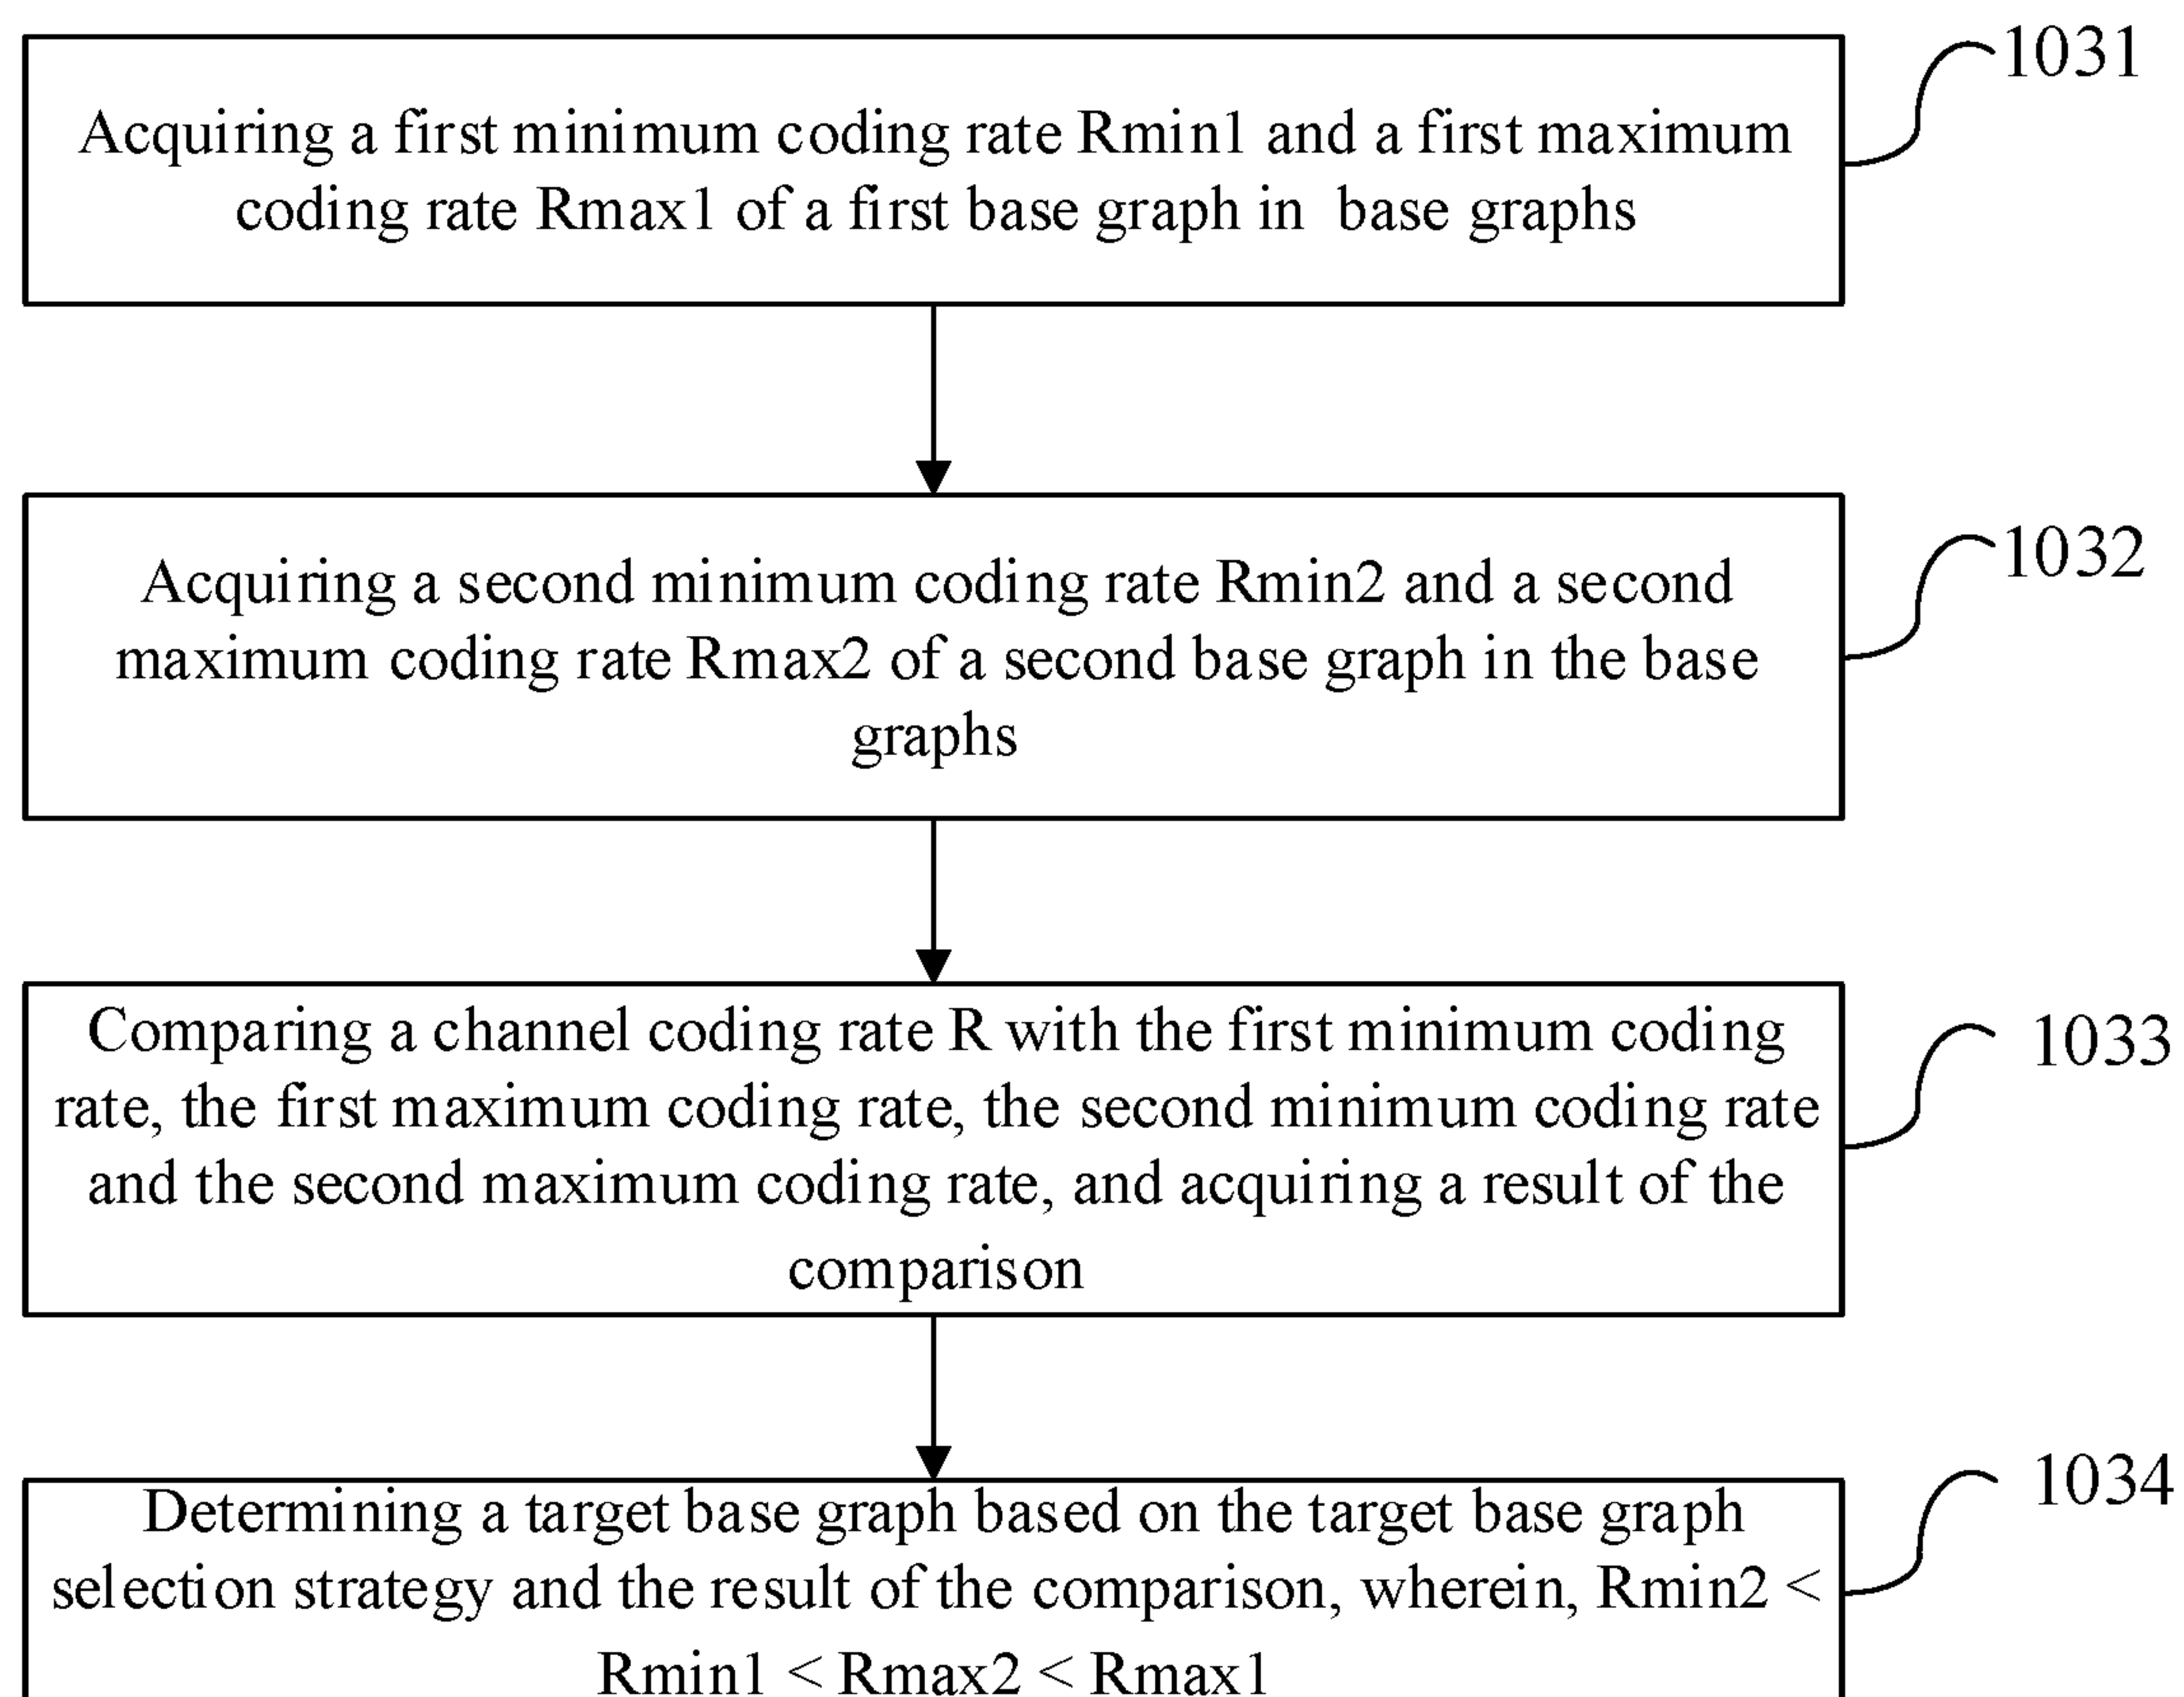 1031
Acquiring a first minimum coding rate Rmin1 and a first maximum
coding rate Rmax1 of a first base graph in base graphs
1032
Acquiring a second minimum coding rate Rmin2 and a second
maximum coding rate Rmax2 of a second base graph in the base
graphs
1033
Comparing a channel coding rate R with the first minimum coding
rate, the first maximum coding rate, the second minimum coding rate
and the second maximum coding rate, and acquiring a result of the
comparison
1034
Determining a target base graph based on the target base graph
selection strategy and the result of the comparison, wherein, Rmin2 <
Rmin1 < Rmax2 < Rmax1